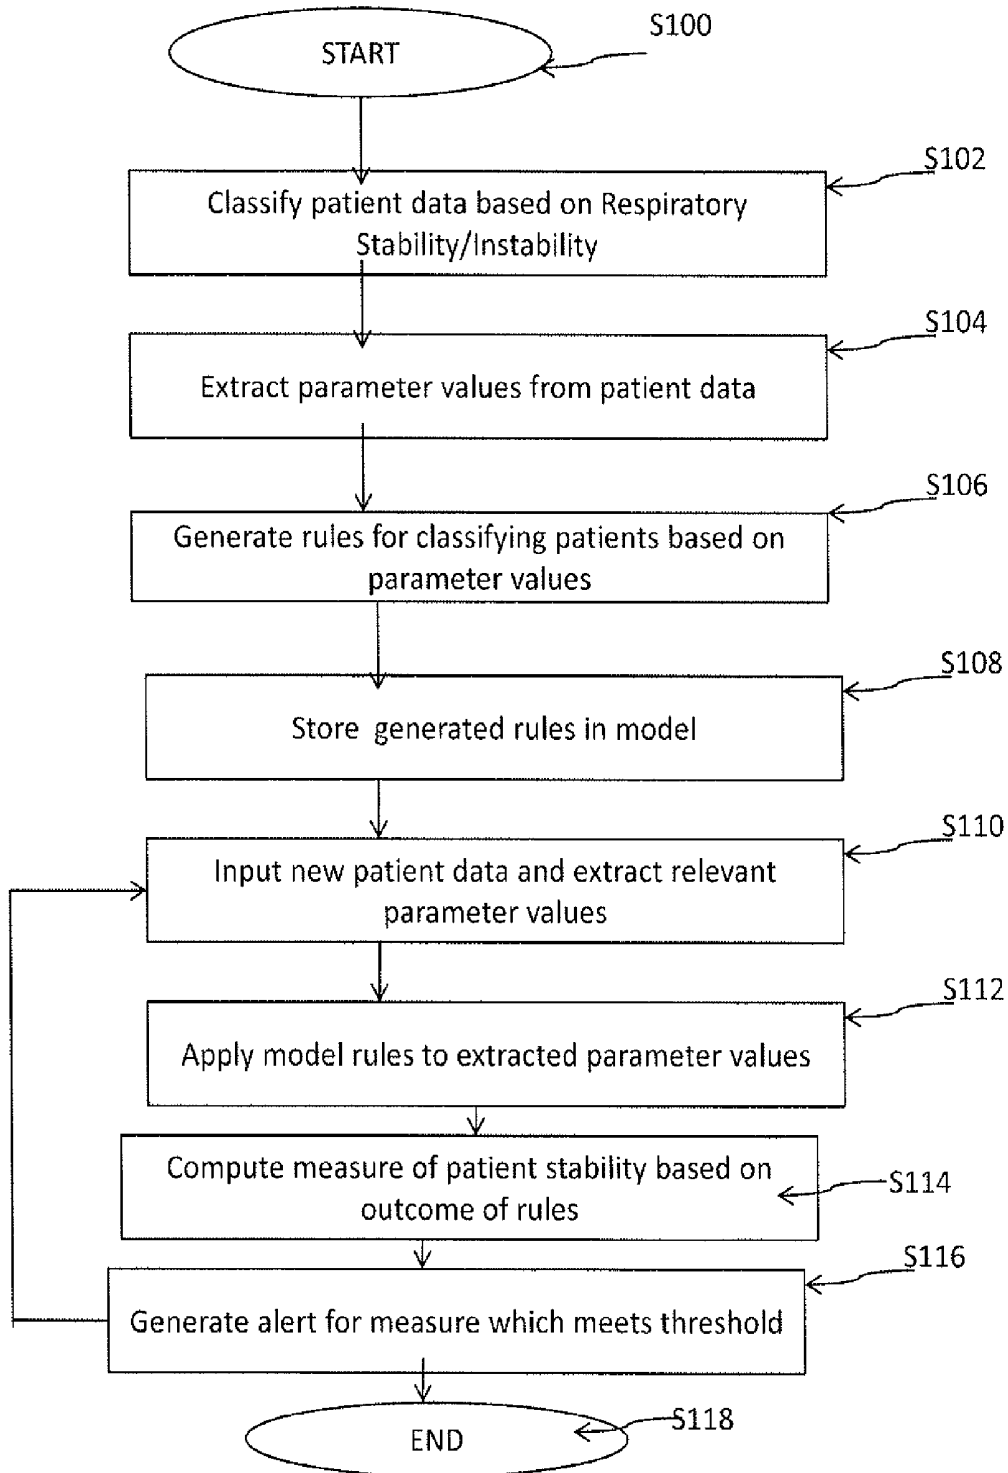 START
S100
S102
Classify patient data based on Respiratory
Stability/Instability
S104
Extract parameter values from patient data
S106
Generate rules for classifying patients based on
parameter values
S108
Store generated rules in model
S110
Input new patient data and extract relevant
parameter values
S112
Apply model rules to extracted parameter values
Compute measure of patient stability based on
outcome of rules
S114
S116
Generate alert for measure which meets threshold
END
S118